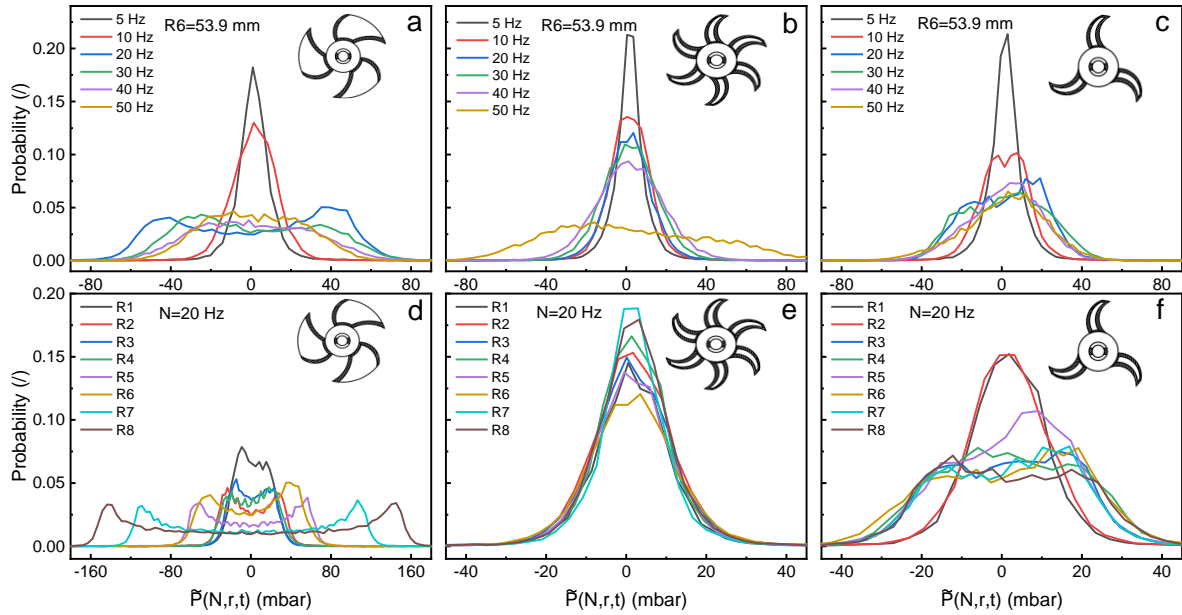 a
R6=53.9 mm
5 Hz
10 Hz
20 Hz
30 Hz
40 Hz
50 Hz
0.20
0.15
0.10
0.05
0.00
Probability (/)
-80 -40 0 40 80
b
R6=53.9 mm
5 Hz
10 Hz
20 Hz
30 Hz
40 Hz
50 Hz
-80 -40 0 40 80
c
R6=53.9 mm
5 Hz
10 Hz
20 Hz
30 Hz
40 Hz
50 Hz
-80 -40 0 40 80
d
N=20 Hz
R1
R2
R3
R4
R5
R6
R7
R8
0.20
0.15
0.10
0.05
0.00
Probability (/)
-160 -80 0 80 160
P̃(N,r,t) (mbar)
e
N=20 Hz
R1
R2
R3
R4
R5
R6
R7
R8
-40 -20 0 20 40
P̃(N,r,t) (mbar)
f
N=20 Hz
R1
R2
R3
R4
R5
R6
R7
R8
-40 -20 0 20 40
P̃(N,r,t) (mbar)